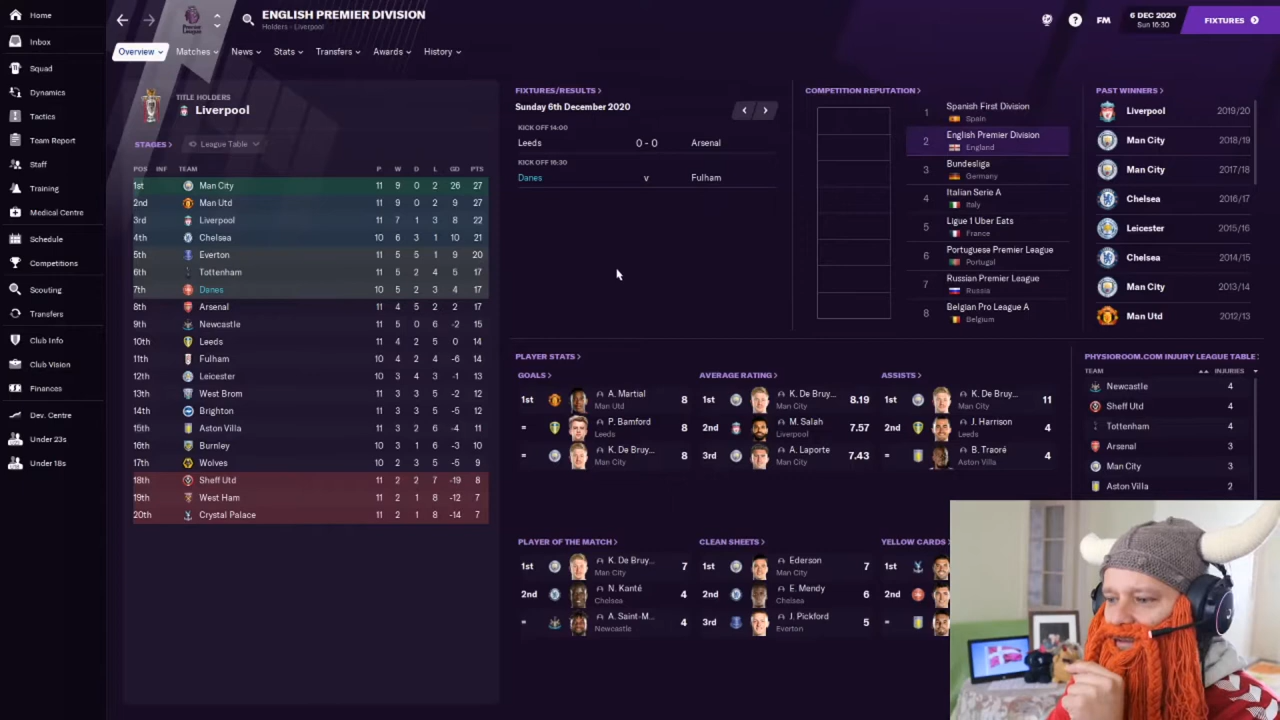 Home
Inbox
Squad
Dynamics
Tactics
Team Report
Staff
Training
Medical Centre
Schedule
Competitions
Scouting
Transfers
Club Info
Club Vision
Finances
Dev. Centre
Under 23s
Under 18s
ENGLISH PREMIER DIVISION
Holders - Liverpool
? FM 6 DEC 2020
Sun 16:30
FIXTURES
Overview Matches News Stats Transfers Awards History
TITLE HOLDERS
Liverpool
STAGES > League Table
POS INF TEAM P W D L GD PTS
1st Man City 11 9 0 2 26 27
2nd Man Utd 11 9 0 2 9 27
3rd Liverpool 11 7 1 3 8 22
4th Chelsea 10 6 3 1 10 21
5th Everton 11 5 5 1 9 20
6th Tottenham 11 5 2 4 5 17
7th Danes 10 5 2 3 4 17
8th Arsenal 11 4 5 2 2 17
9th Newcastle 11 5 0 6 -2 15
10th Leeds 11 4 2 5 0 14
11th Fulham 10 4 2 4 -6 14
12th Leicester 10 3 4 3 -1 13
13th West Brom 11 3 3 5 -2 12
14th Brighton 11 3 3 5 -5 12
15th Aston Villa 11 3 2 6 -4 11
16th Burnley 10 3 1 6 -3 10
17th Wolves 10 2 3 5 -5 9
18th Sheff Utd 11 2 2 7 -19 8
19th West Ham 11 2 1 8 -12 7
20th Crystal Palace 11 2 1 8 -14 7
FIXTURES/RESULTS >
Sunday 6th December 2020
KICK OFF 14:00
Leeds 0 - 0 Arsenal
KICK OFF 16:30
Danes v Fulham
COMPETITION REPUTATION >
1 Spanish First Division
Spain
2 English Premier Division
England
3 Bundesliga
Germany
4 Italian Serie A
Italy
5 Ligue 1 Uber Eats
France
6 Portuguese Premier League
Portugal
7 Russian Premier League
Russia
8 Belgian Pro League A
Belgium
PAST WINNERS >
Liverpool 2019/20
Man City 2018/19
Man City 2017/18
Chelsea 2016/17
Leicester 2015/16
Chelsea 2014/15
Man City 2013/14
Man Utd 2012/13
PLAYER STATS >
GOALS >
1st A. Martial 8
Man Utd
= P. Bamford 8
Leeds
= K. De Bruy... 8
Man City
AVERAGE RATING >
1st K. De Bruy... 8.19
Man City
2nd M. Salah 7.57
Liverpool
3rd A. Laporte 7.43
Man City
ASSISTS >
1st K. De Bruy... 11
Man City
2nd J. Harrison 4
Leeds
= B. Traoré 4
Aston Villa
PHYSIOROOM.COM INJURY LEAGUE TABLE
TEAM INJURIES
Newcastle 4
Sheff Utd 4
Tottenham 4
Arsenal 3
Man City 3
Aston Villa 2
PLAYER OF THE MATCH >
1st K. De Bruy... 7
Man City
2nd N. Kanté 4
Chelsea
= A. Saint-M... 4
Newcastle
CLEAN SHEETS >
1st Ederson 7
Man City
2nd E. Mendy 6
Chelsea
3rd J. Pickford 5
Everton
YELLOW CARDS
1st
2nd
=